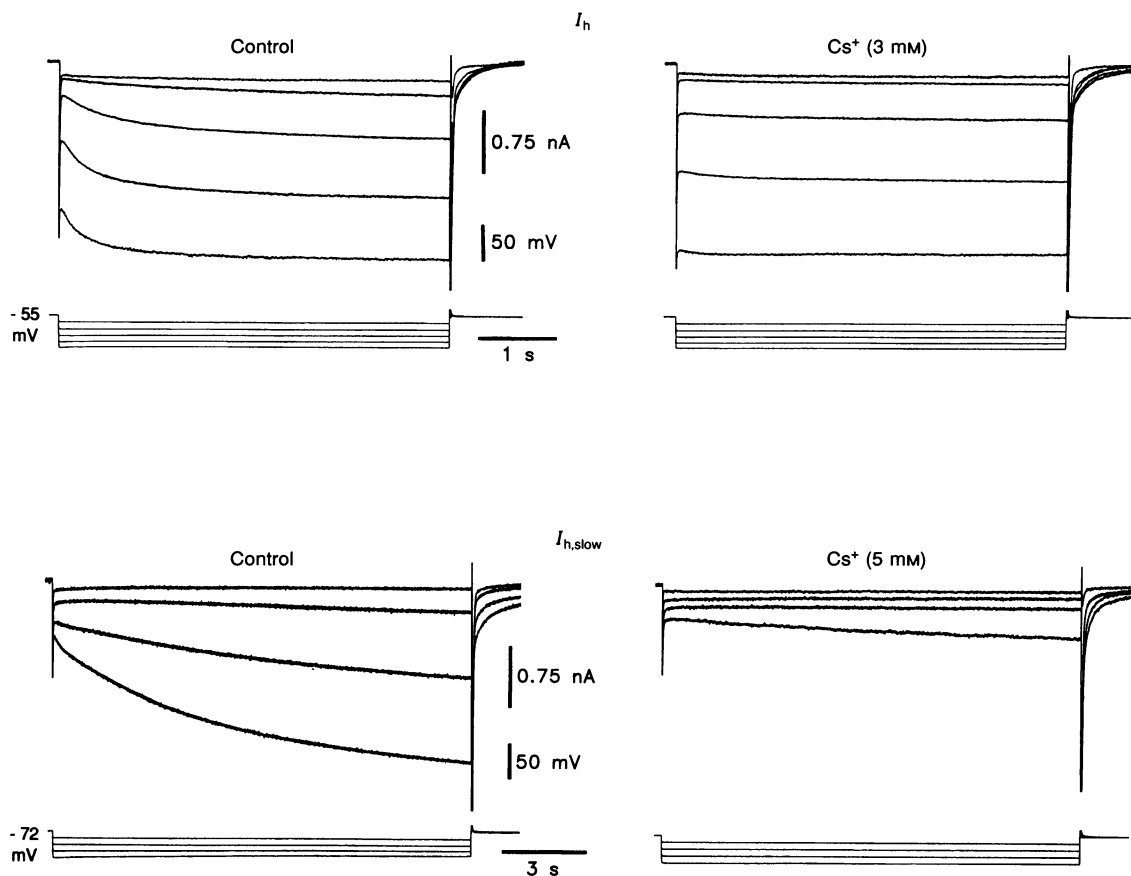 I_h
Control
Cs⁺ (3 mM)
0.75 nA
50 mV
- 55
mV
1 s
I_h,slow
Control
Cs⁺ (5 mM)
0.75 nA
50 mV
- 72
mV
3 s